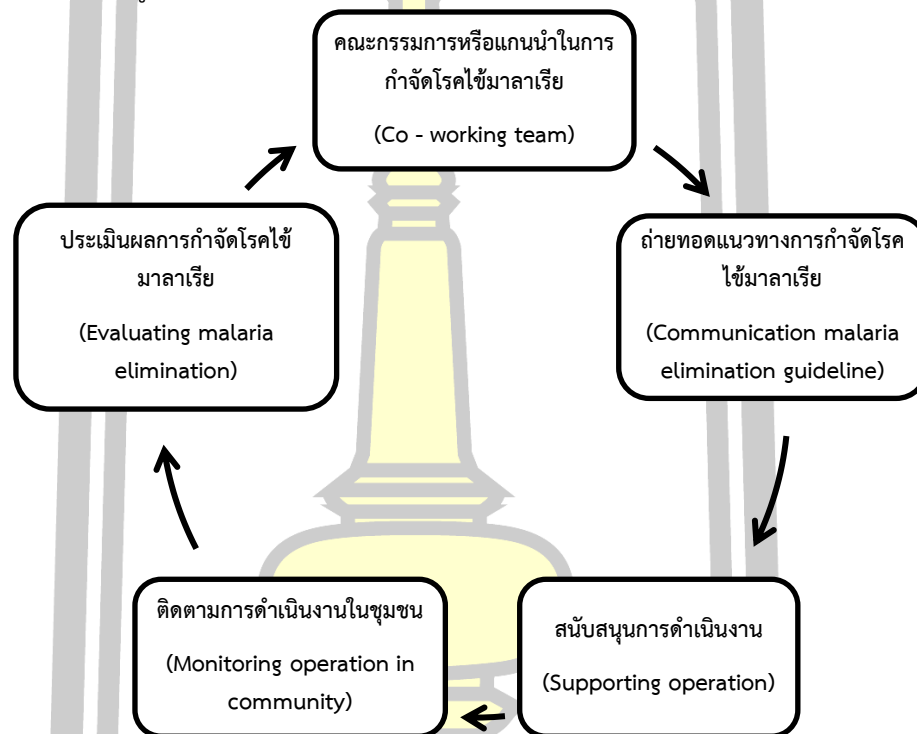 คณะกรรมการหรือแกนนำในการ
กำจัดโรคไข้มาลาเรีย
(Co - working team)
ถ่ายทอดแนวทางการกำจัดโรค
ไข้มาลาเรีย
(Communication malaria
elimination guideline)
สนับสนุนการดำเนินงาน
(Supporting operation)
ติดตามการดำเนินงานในชุมชน
(Monitoring operation in
community)
ประเมินผลการกำจัดโรคไข้
มาลาเรีย
(Evaluating malaria
elimination)